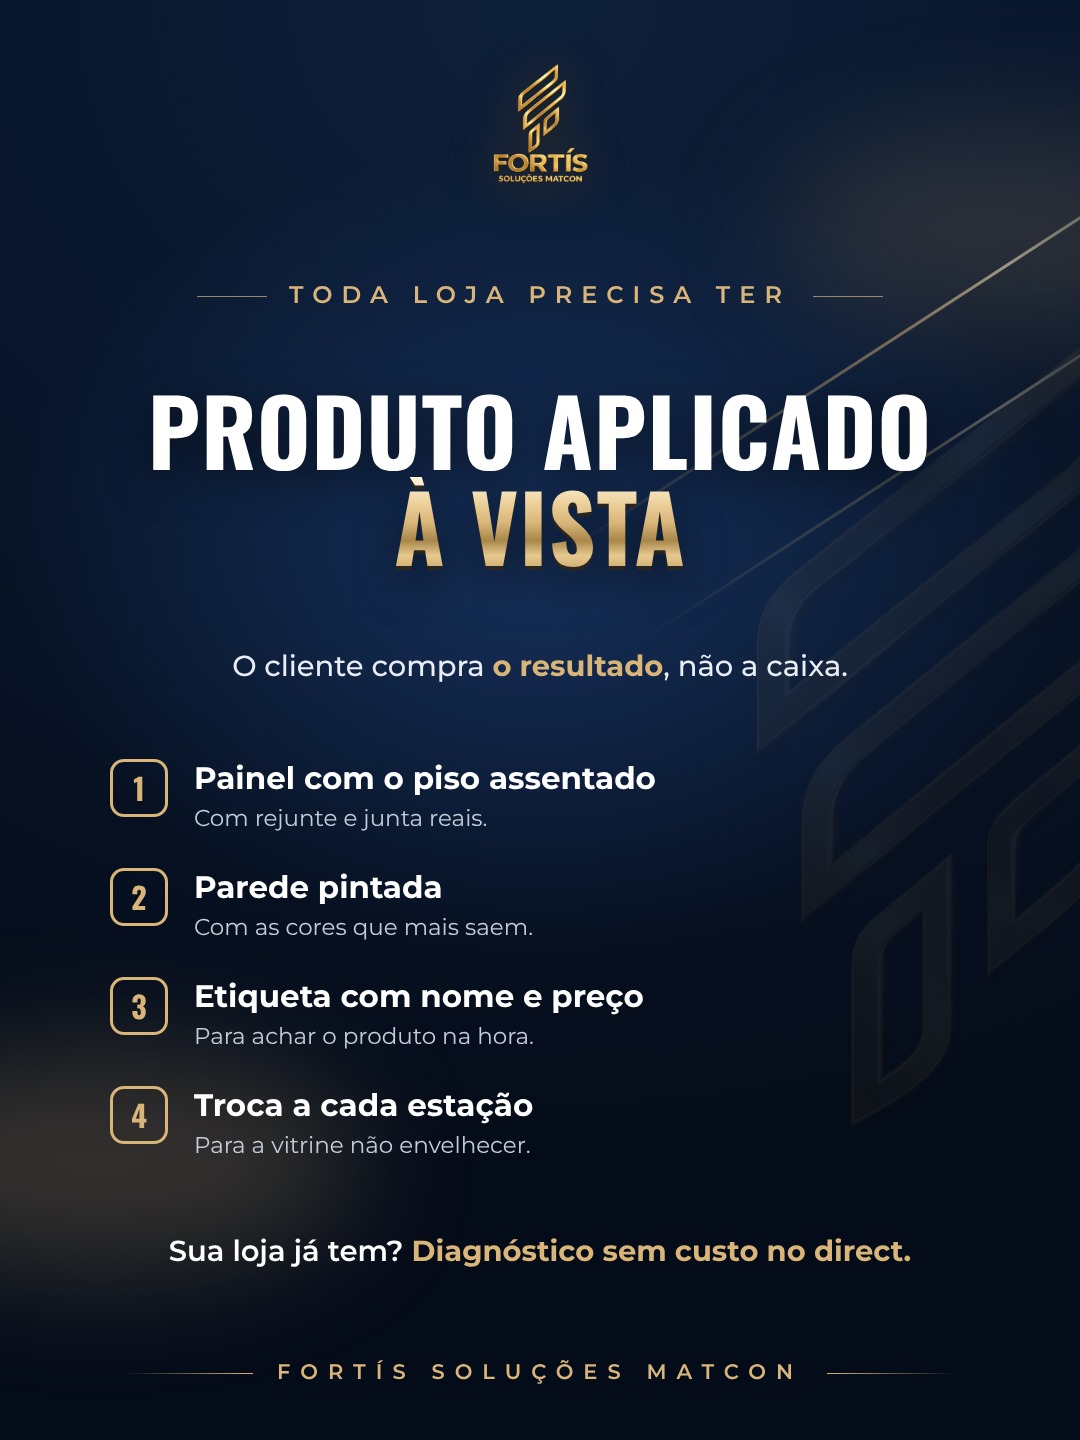 FORTÍS
SOLUÇÕES MATCON
TODA LOJA PRECISA TER
PRODUTO APLICADO
À VISTA
O cliente compra o resultado, não a caixa.
1
Painel com o piso assentado
Com rejunte e junta reais.
2
Parede pintada
Com as cores que mais saem.
3
Etiqueta com nome e preço
Para achar o produto na hora.
4
Troca a cada estação
Para a vitrine não envelhecer.
Sua loja já tem? Diagnóstico sem custo no direct.
FORTÍS SOLUÇÕES MATCON